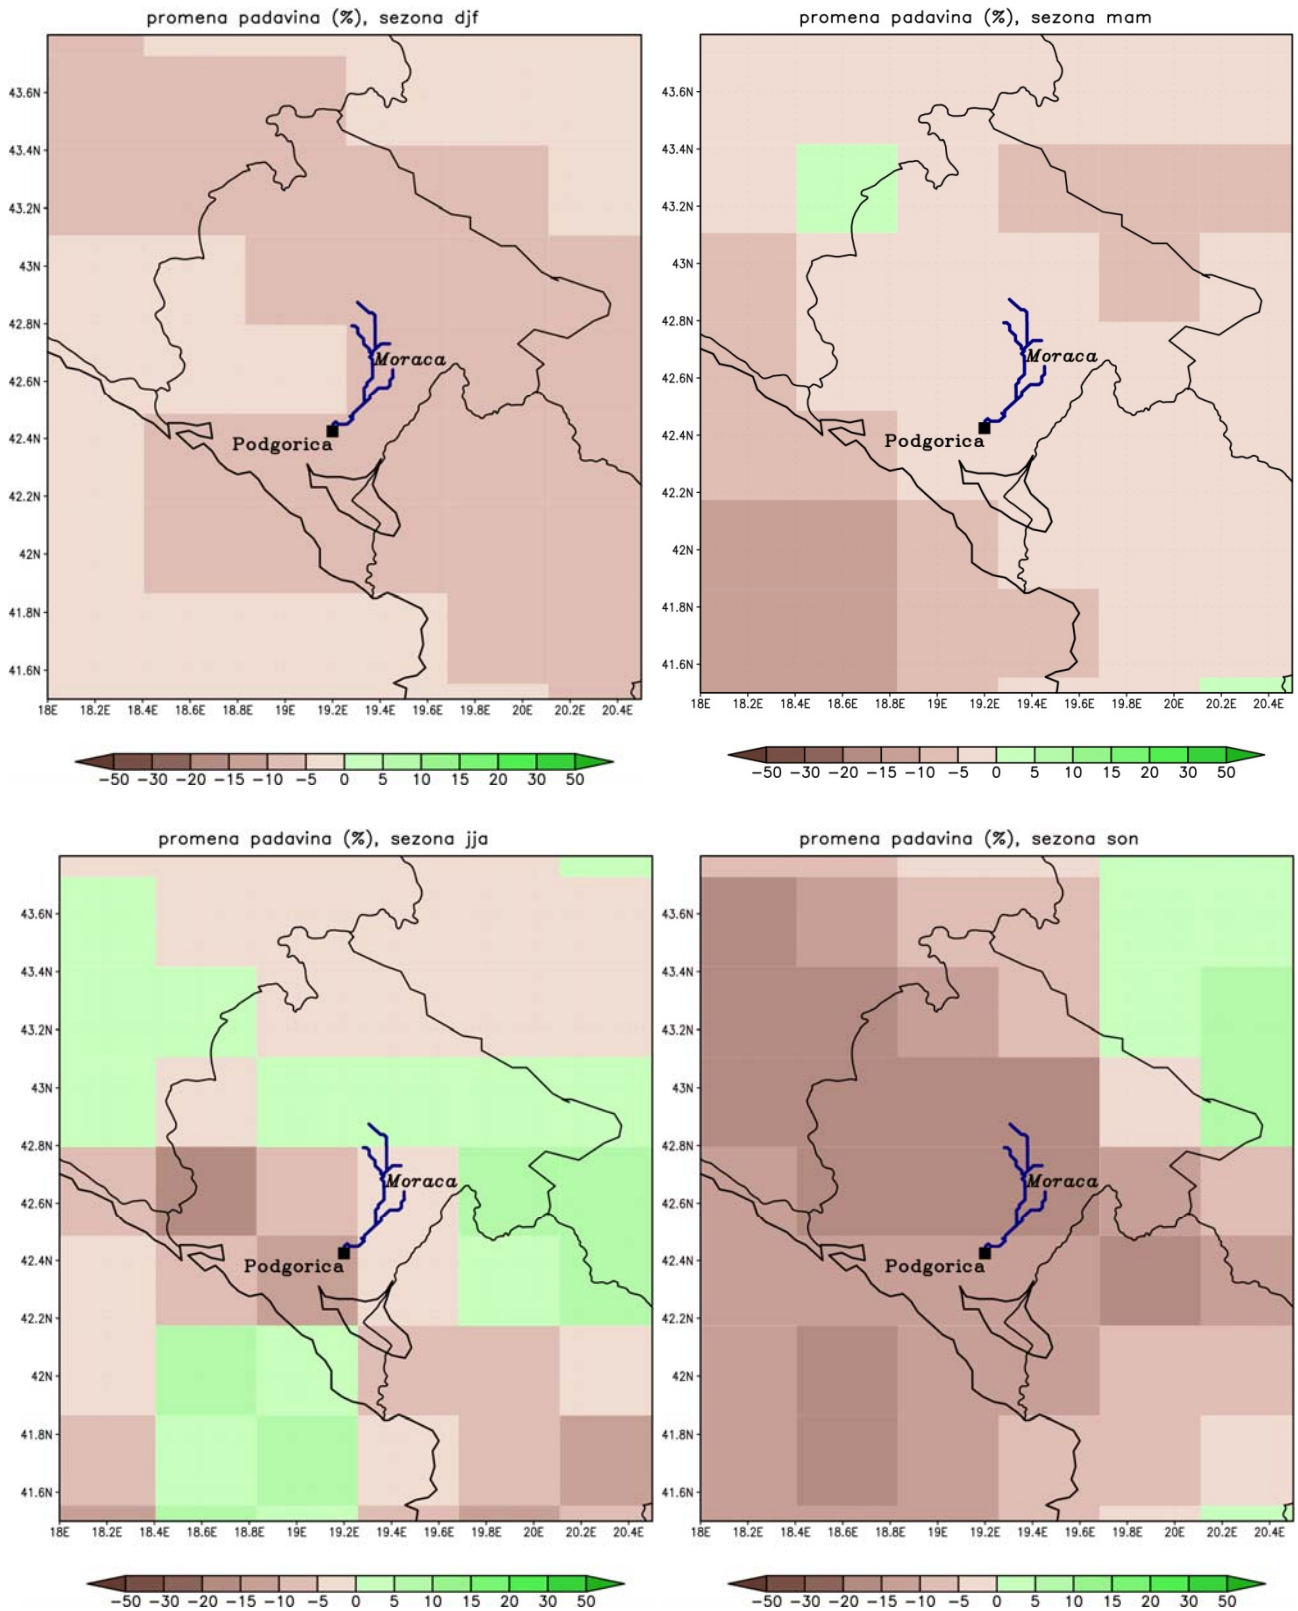 promena padavina (%), sezona djf
43.6N
43.4N
43.2N
43N
42.8N
42.6N
42.4N
42.2N
42N
41.8N
41.6N
Moraca
Podgorica
18E 18.2E 18.4E 18.6E 18.8E 19E 19.2E 19.4E 19.6E 19.8E 20E 20.2E 20.4E
−50 −30 −20 −15 −10 −5 0 5 10 15 20 30 50
promena padavina (%), sezona mam
43.6N
43.4N
43.2N
43N
42.8N
42.6N
42.4N
42.2N
42N
41.8N
41.6N
Moraca
Podgorica
18E 18.2E 18.4E 18.6E 18.8E 19E 19.2E 19.4E 19.6E 19.8E 20E 20.2E 20.4E
−50 −30 −20 −15 −10 −5 0 5 10 15 20 30 50
promena padavina (%), sezona jja
43.6N
43.4N
43.2N
43N
42.8N
42.6N
42.4N
42.2N
42N
41.8N
41.6N
Moraca
Podgorica
18E 18.2E 18.4E 18.6E 18.8E 19E 19.2E 19.4E 19.6E 19.8E 20E 20.2E 20.4E
−50 −30 −20 −15 −10 −5 0 5 10 15 20 30 50
promena padavina (%), sezona son
43.6N
43.4N
43.2N
43N
42.8N
42.6N
42.4N
42.2N
42N
41.8N
41.6N
Moraca
Podgorica
18E 18.2E 18.4E 18.6E 18.8E 19E 19.2E 19.4E 19.6E 19.8E 20E 20.2E 20.4E
−50 −30 −20 −15 −10 −5 0 5 10 15 20 30 50